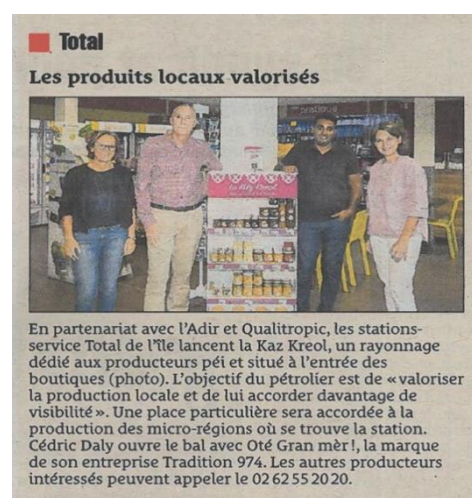 Total
Les produits locaux valorisés
La Kaz Kreol
En partenariat avec l'Adir et Qualitropic, les stations-
service Total de l'île lancent la Kaz Kreol, un rayonnage
dédié aux producteurs péi et situé à l'entrée des
boutiques (photo). L'objectif du pétrolier est de « valoriser
la production locale et de lui accorder davantage de
visibilité ». Une place particulière sera accordée à la
production des micro-régions où se trouve la station.
Cédric Daly ouvre le bal avec Oté Gran mèr !, la marque
de son entreprise Tradition 974. Les autres producteurs
intéressés peuvent appeler le 02 62 55 20 20.